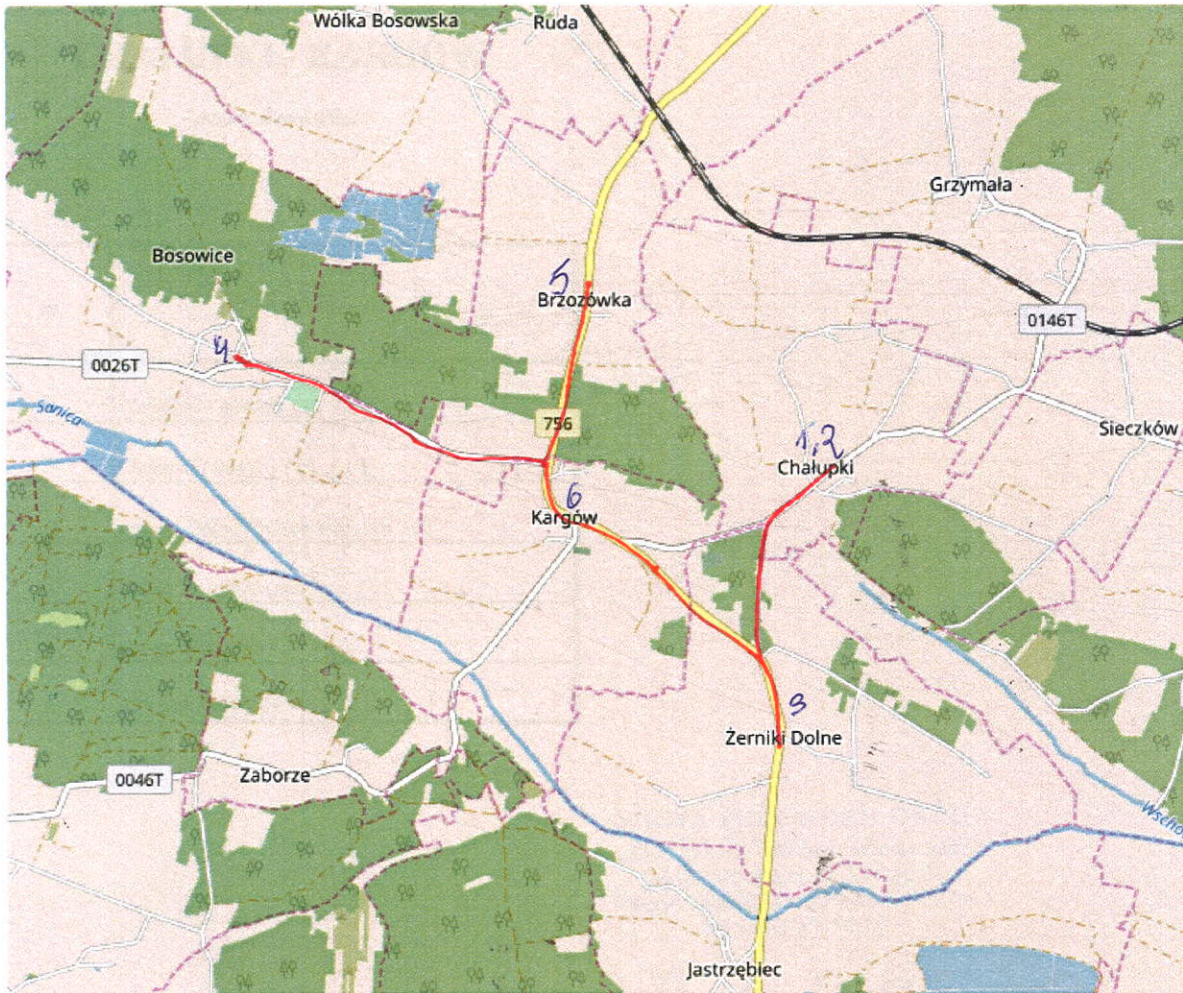 Wólka Bosowska
Ruda
Grzymała
Bosowice
5
Brzozówka
0146T
4
0026T
756
Sanica
1,2
Sieczków
Chałupki
6
Kargów
3
Żerniki Dolne
0046T
Zaborze
Jastrzębiec